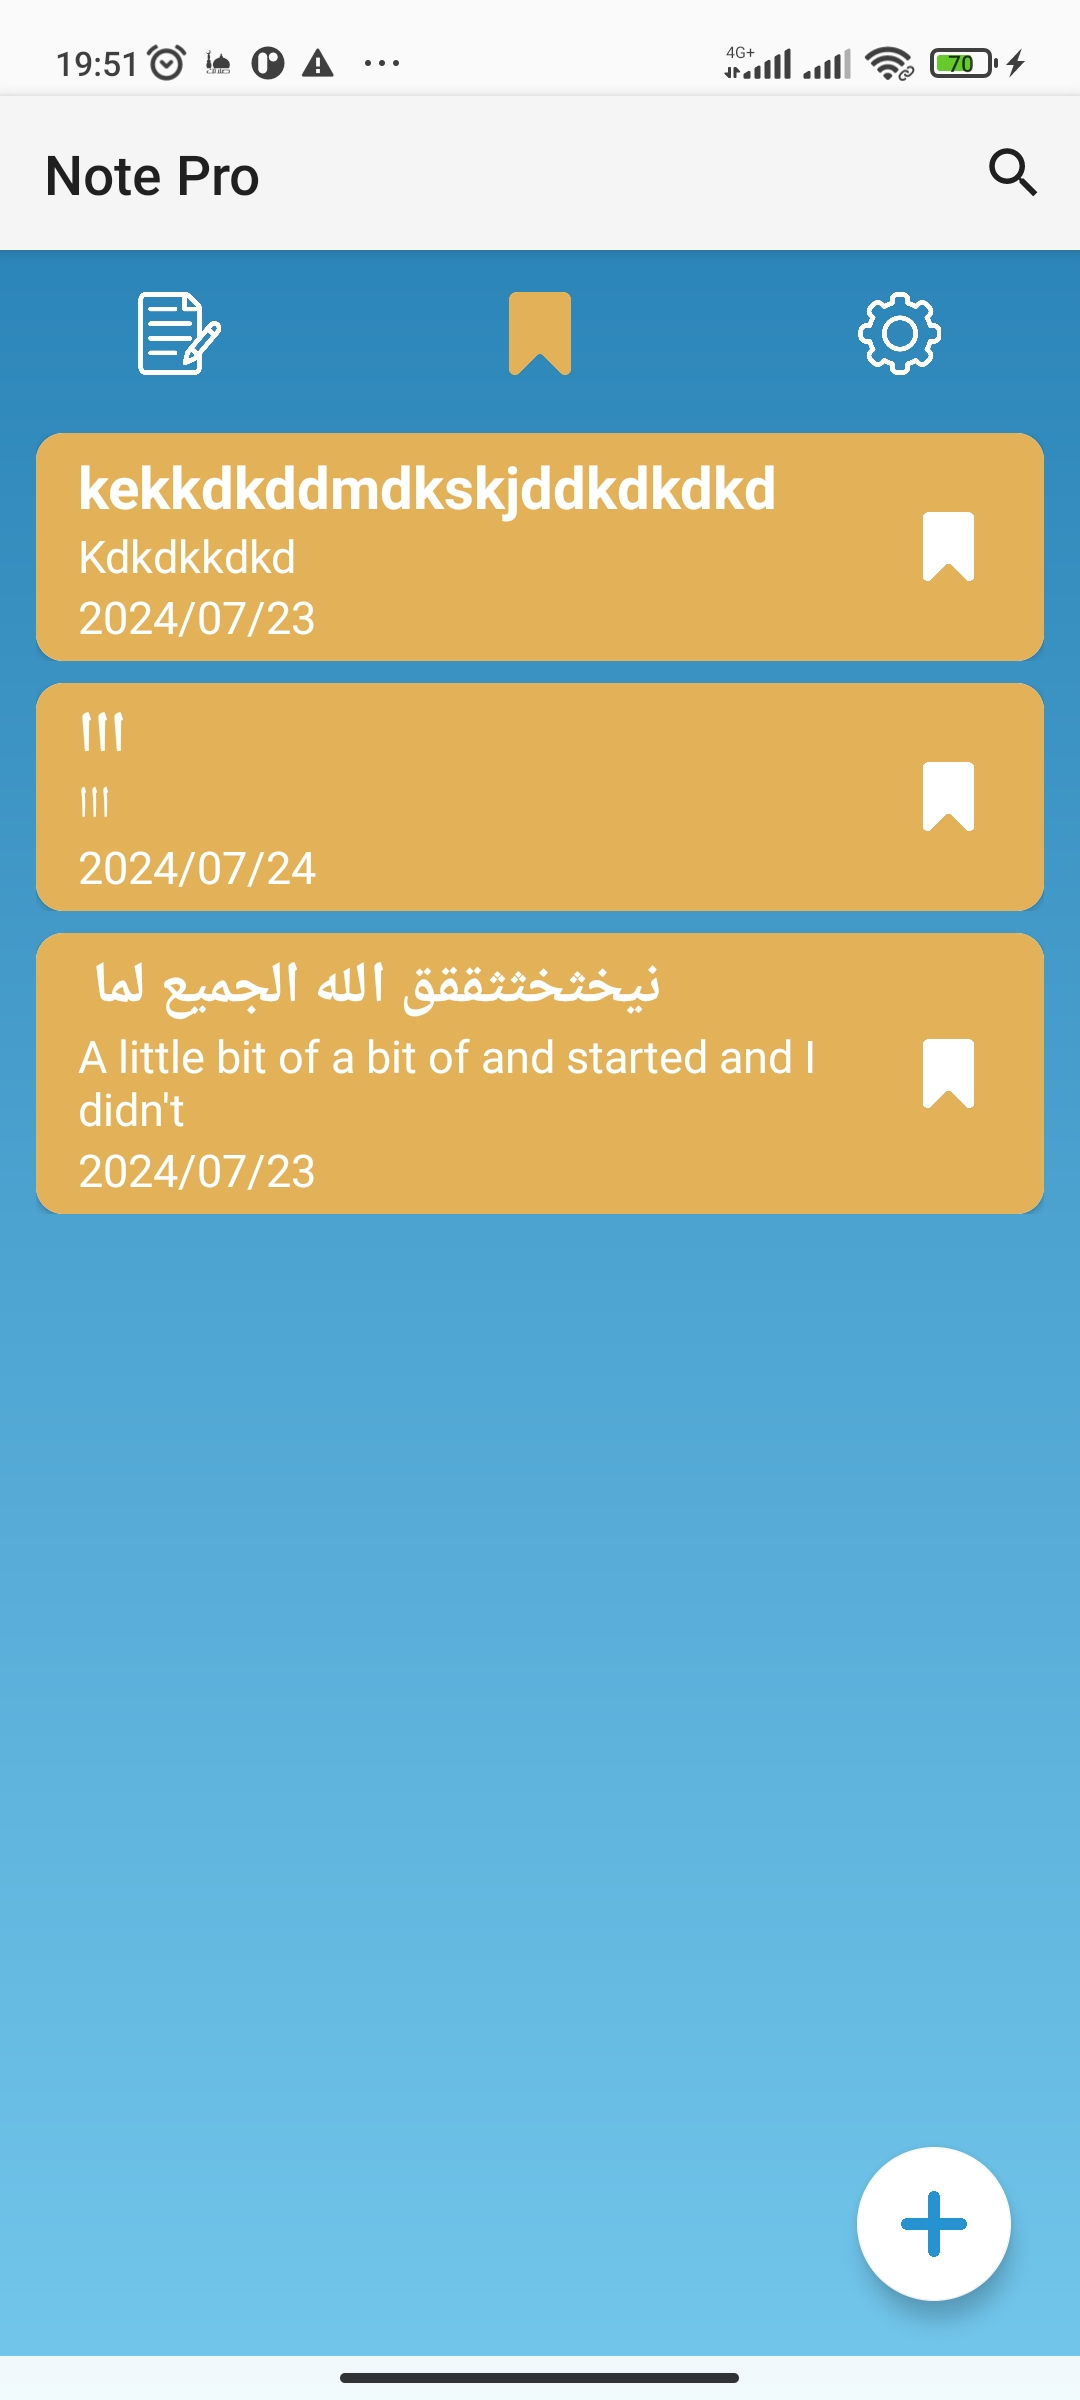 19:51
4G+
70
Note Pro
kekkdkddmdkskjddkdkdkd
Kdkdkkdkd
2024/07/23
ااا
ااا
2024/07/24
نيخثخثثققق الله الجميع لما
A little bit of a bit of and started and I
didn't
2024/07/23